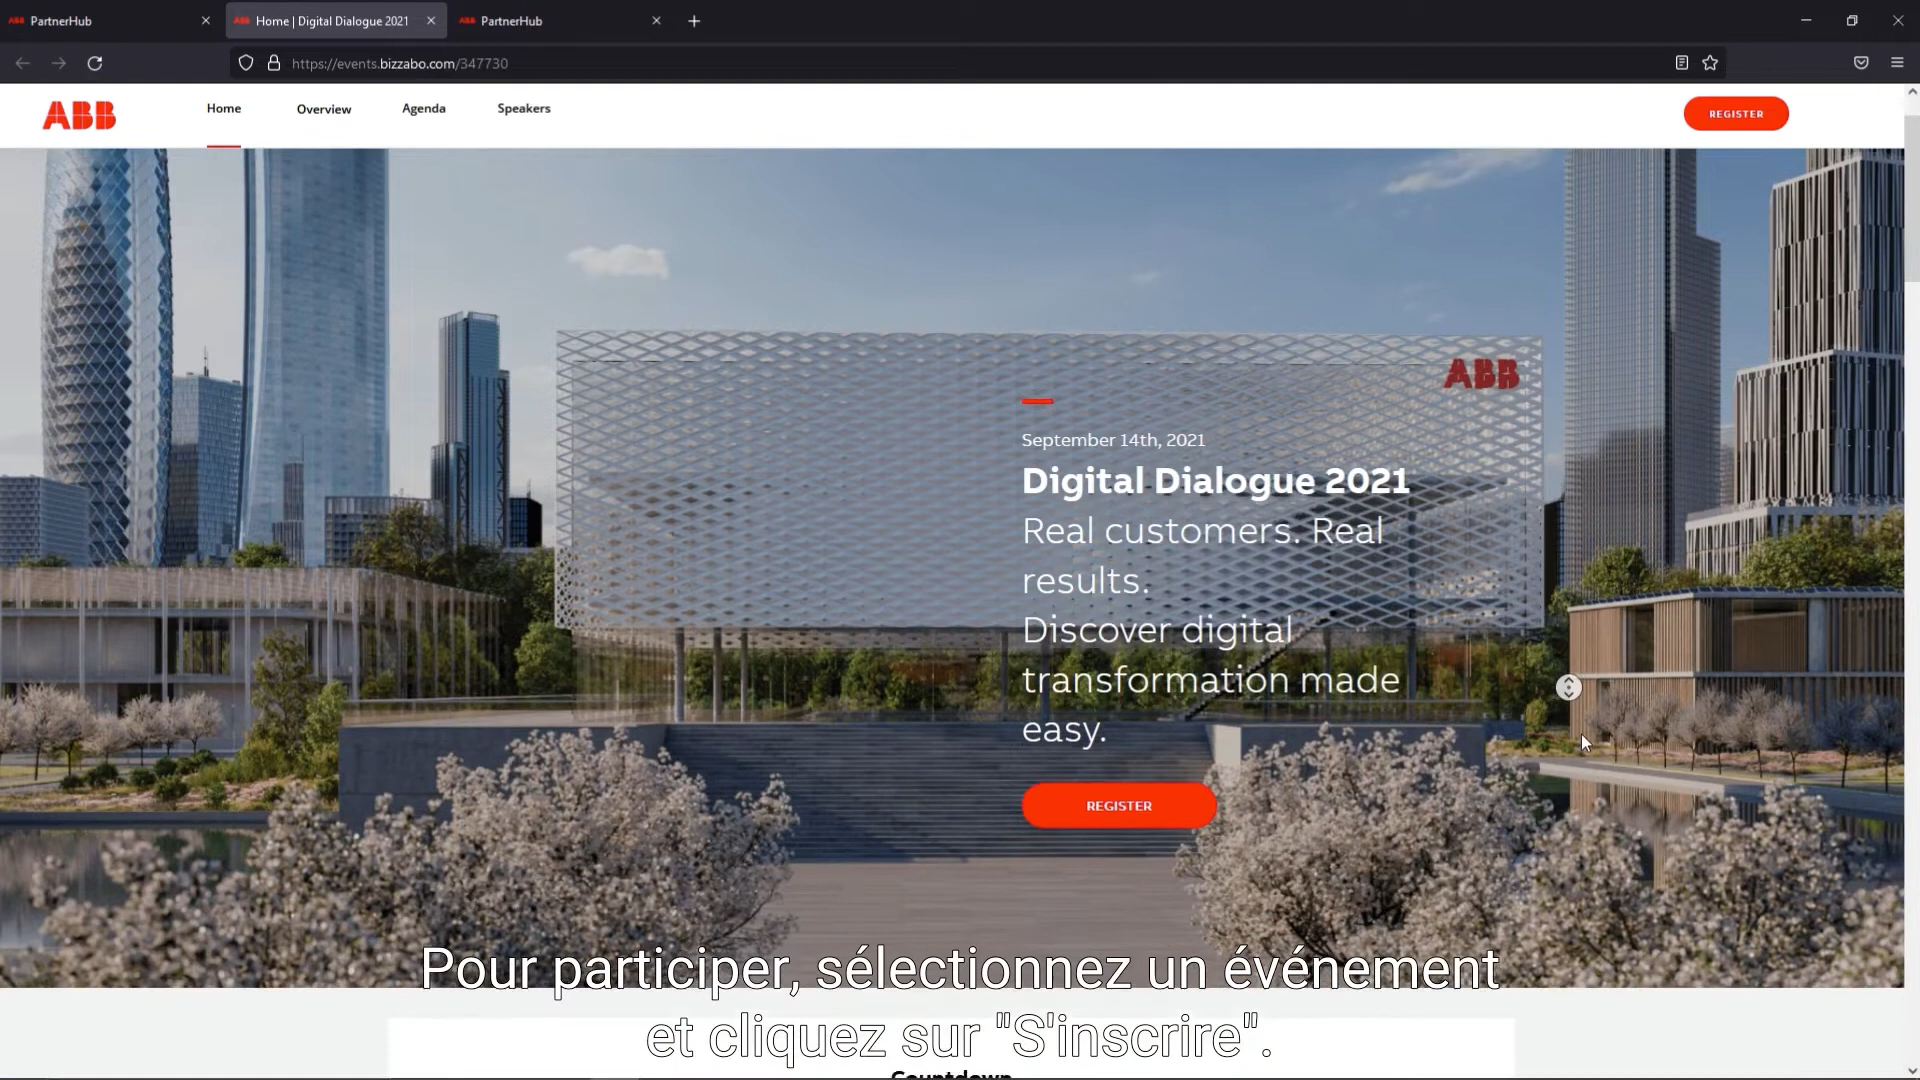 PartnerHub
Home | Digital Dialogue 2021
PartnerHub
https://events.bizzabo.com/347730
ABB
Home
Overview
Agenda
Speakers
REGISTER
ABB
September 14th, 2021
Digital Dialogue 2021
Real customers. Real
results.
Discover digital
transformation made
easy.
REGISTER
Pour participer, sélectionnez un événement
et cliquez sur "S'inscrire".
Countdown